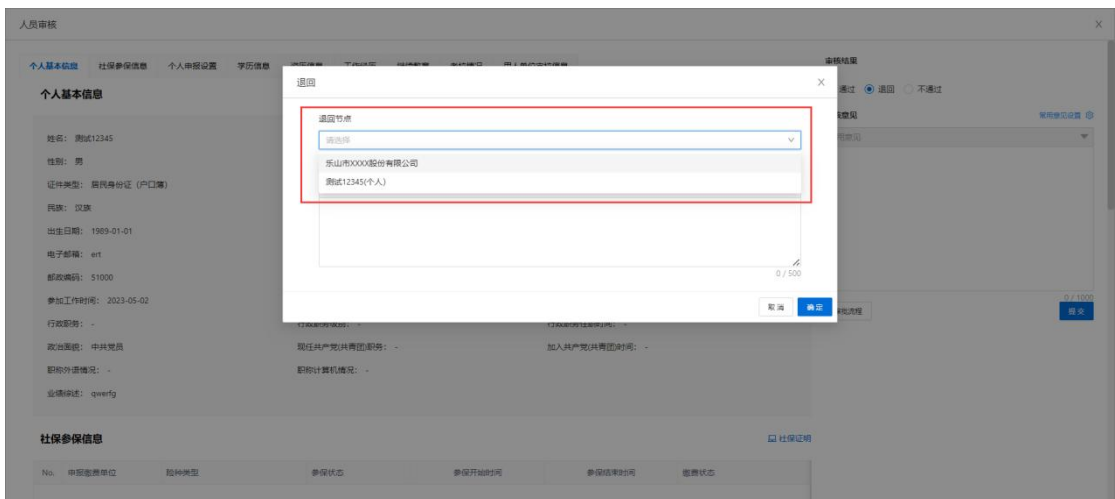 人员审核
个人基本信息 社保参保信息 个人申报设置 学历信息
审核结果
通过 退回 不通过
个人基本信息
退回
退回节点
请选择
乐山市XXXX股份有限公司
测试12345(个人)
0 / 500
取 消 确 定
常用意见设置
姓名： 测试12345
性别： 男
证件类型： 居民身份证（户口簿）
民族： 汉族
出生日期： 1989-01-01
电子邮箱： ert
邮政编码： 51000
参加工作时间： 2023-05-02
0 / 1000
提 交
行政职务： -
政治面貌： 中共党员 现任共产党(共青团)职务： - 加入共产党(共青团)时间： -
职称外语情况： - 职称计算机情况： -
业绩综述： qwerfg
社保参保信息 社保证明
No. 申报缴费单位 险种类型 参保状态 参保开始时间 参保结束时间 缴费状态